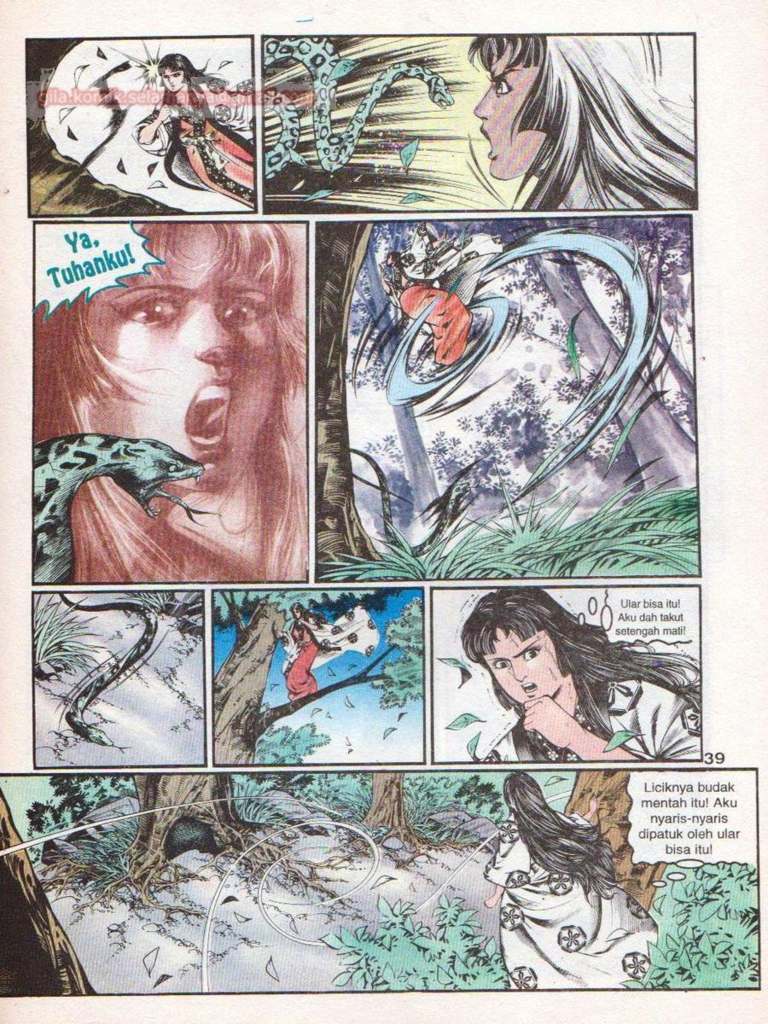 Ya,
Tuhanku!
Ular bisa itu!
Aku dah takut
setengah mati!
39
Liciknya budak
mentah itu! Aku
nyaris-nyaris
dipatuk oleh ular
bisa itu!